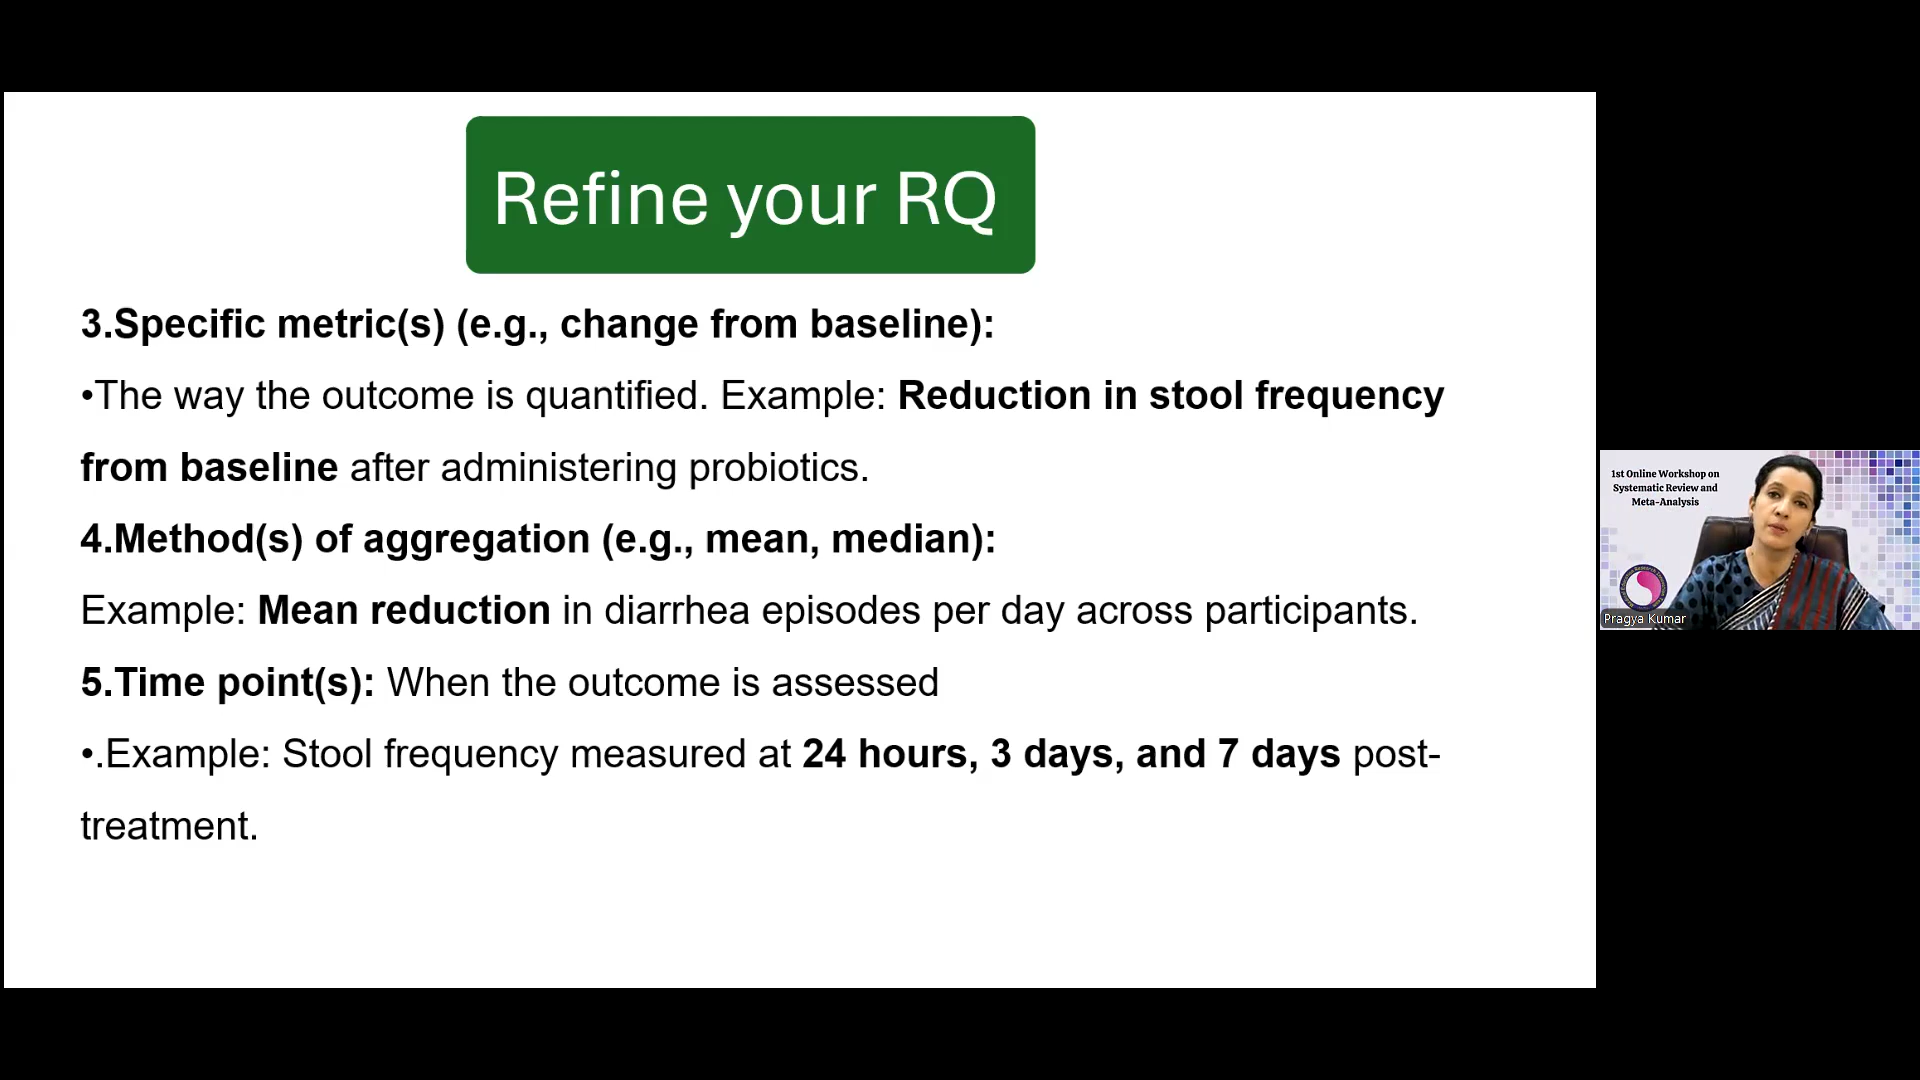 Refine your RQ
3.Specific metric(s) (e.g., change from baseline):
•The way the outcome is quantified. Example: Reduction in stool frequency
from baseline after administering probiotics.
4.Method(s) of aggregation (e.g., mean, median):
Example: Mean reduction in diarrhea episodes per day across participants.
5.Time point(s): When the outcome is assessed
•.Example: Stool frequency measured at 24 hours, 3 days, and 7 days post-
treatment.
1st Online Workshop on
Systematic Review and
Meta-Analysis
Pragya Kumar